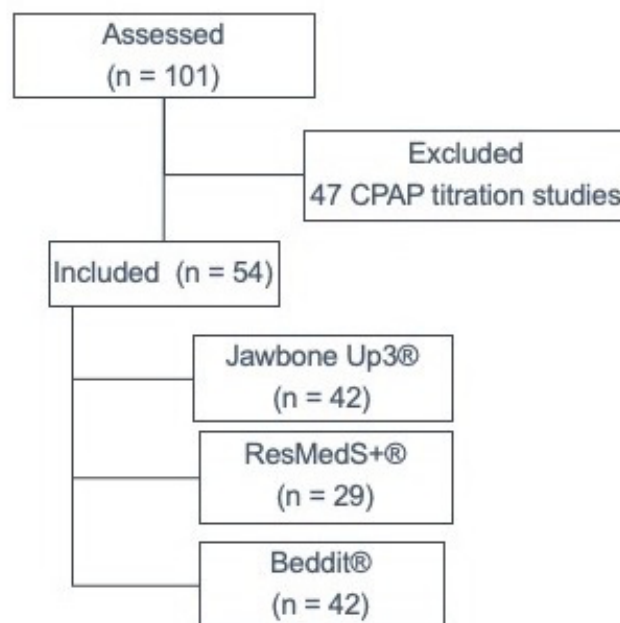 Assessed
(n = 101)
Excluded
47 CPAP titration studies
Included (n = 54)
Jawbone Up3®
(n = 42)
ResMedS+®
(n = 29)
Beddit®
(n = 42)